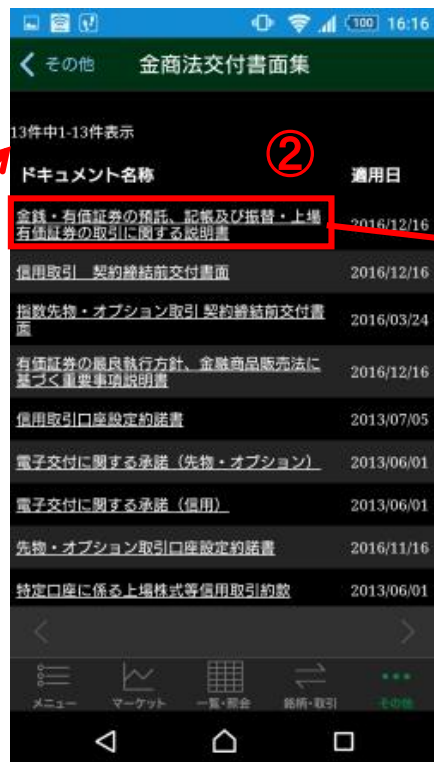 100 16:16
その他 金商法交付書面集
13件中1-13件表示
②
ドキュメント名称 適用日
金銭・有価証券の預託、記帳及び振替・上場
有価証券の取引に関する説明書 2016/12/16
信用取引 契約締結前交付書面 2016/12/16
指数先物・オプション取引 契約締結前交付書
面 2016/03/24
有価証券の最良執行方針、金融商品販売法に
基づく重要事項説明書 2016/12/16
信用取引口座設定約諾書 2013/07/05
電子交付に関する承諾（先物・オプション） 2013/06/01
電子交付に関する承諾（信用） 2013/06/01
先物・オプション取引口座設定約諾書 2016/11/16
特定口座に係る上場株式等信用取引約款 2013/06/01
メニュー マーケット 一覧・照会 銘柄・取引 その他